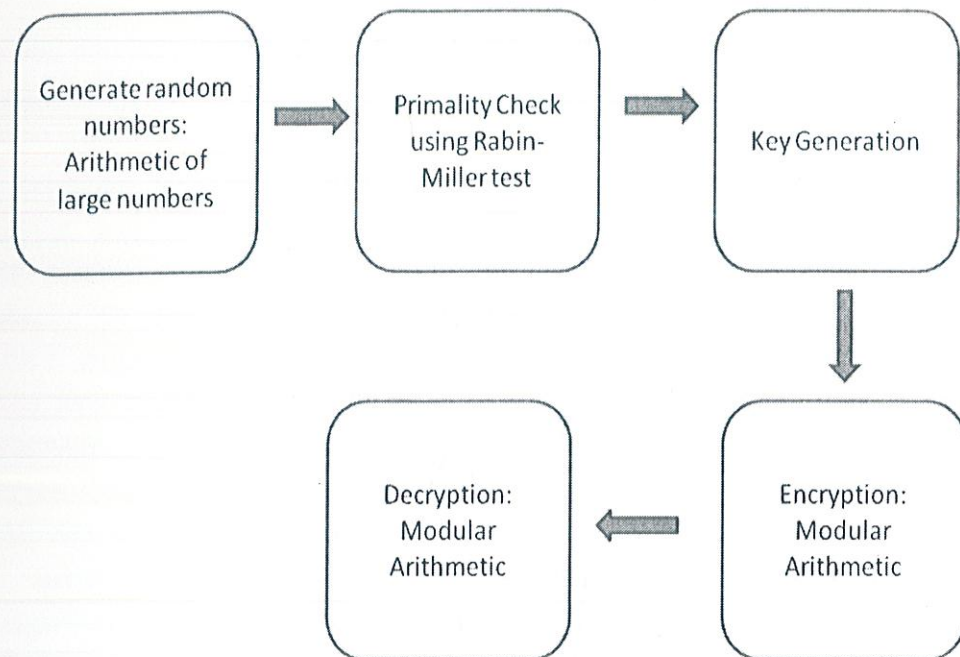 Generate random
numbers:
Arithmetic of
large numbers
Primality Check
using Rabin-
Miller test
Key Generation
Encryption:
Modular
Arithmetic
Decryption:
Modular
Arithmetic